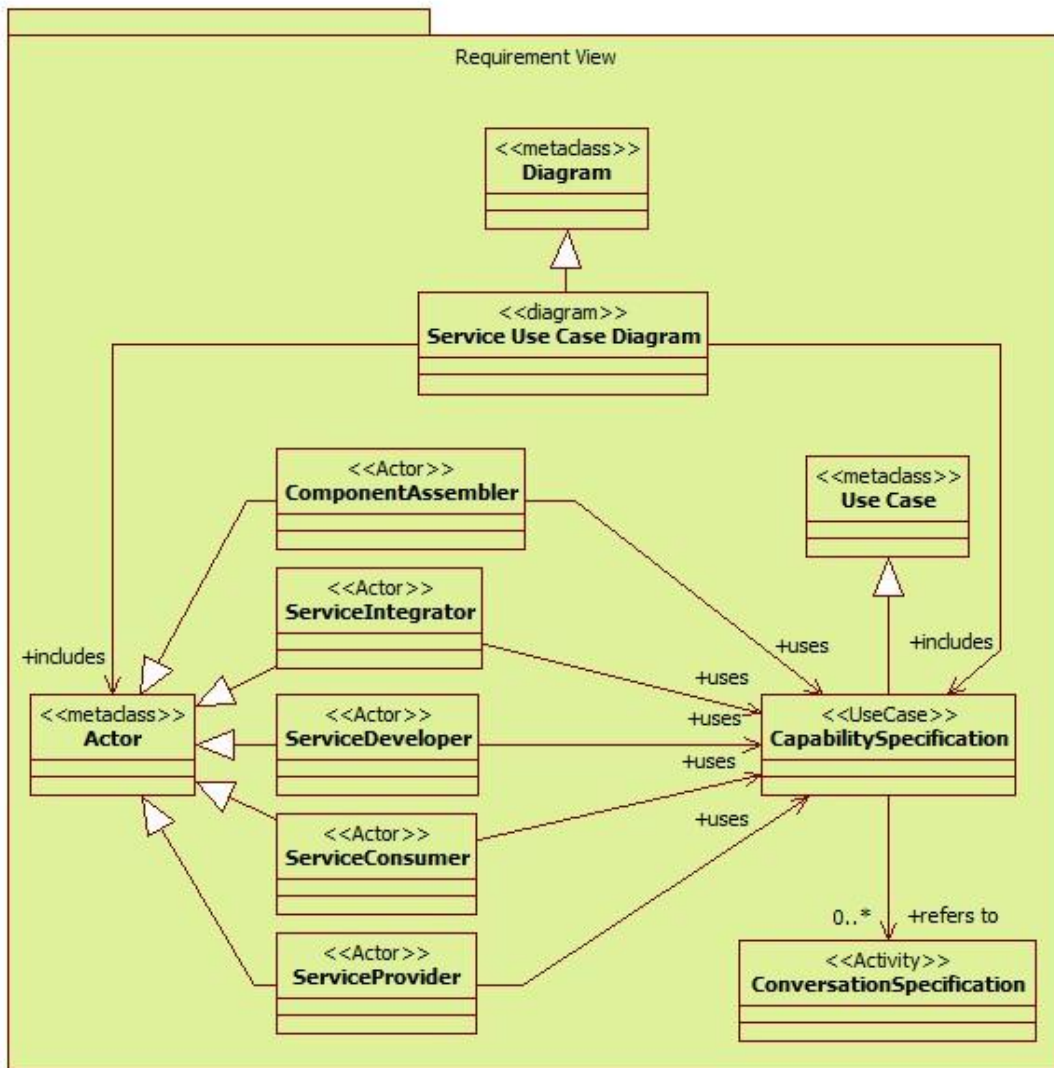 Requirement View
<<metaclass>>
Diagram
<<diagram>>
Service Use Case Diagram
<<Actor>>
ComponentAssembler
<<metaclass>>
Use Case
<<Actor>>
ServiceIntegrator
+includes
+uses
+includes
+uses
<<metaclass>>
Actor
<<Actor>>
ServiceDeveloper
+uses
<<UseCase>>
CapabilitySpecification
+uses
<<Actor>>
ServiceConsumer
+uses
0..* +refers to
<<Actor>>
ServiceProvider
<<Activity>>
ConversationSpecification